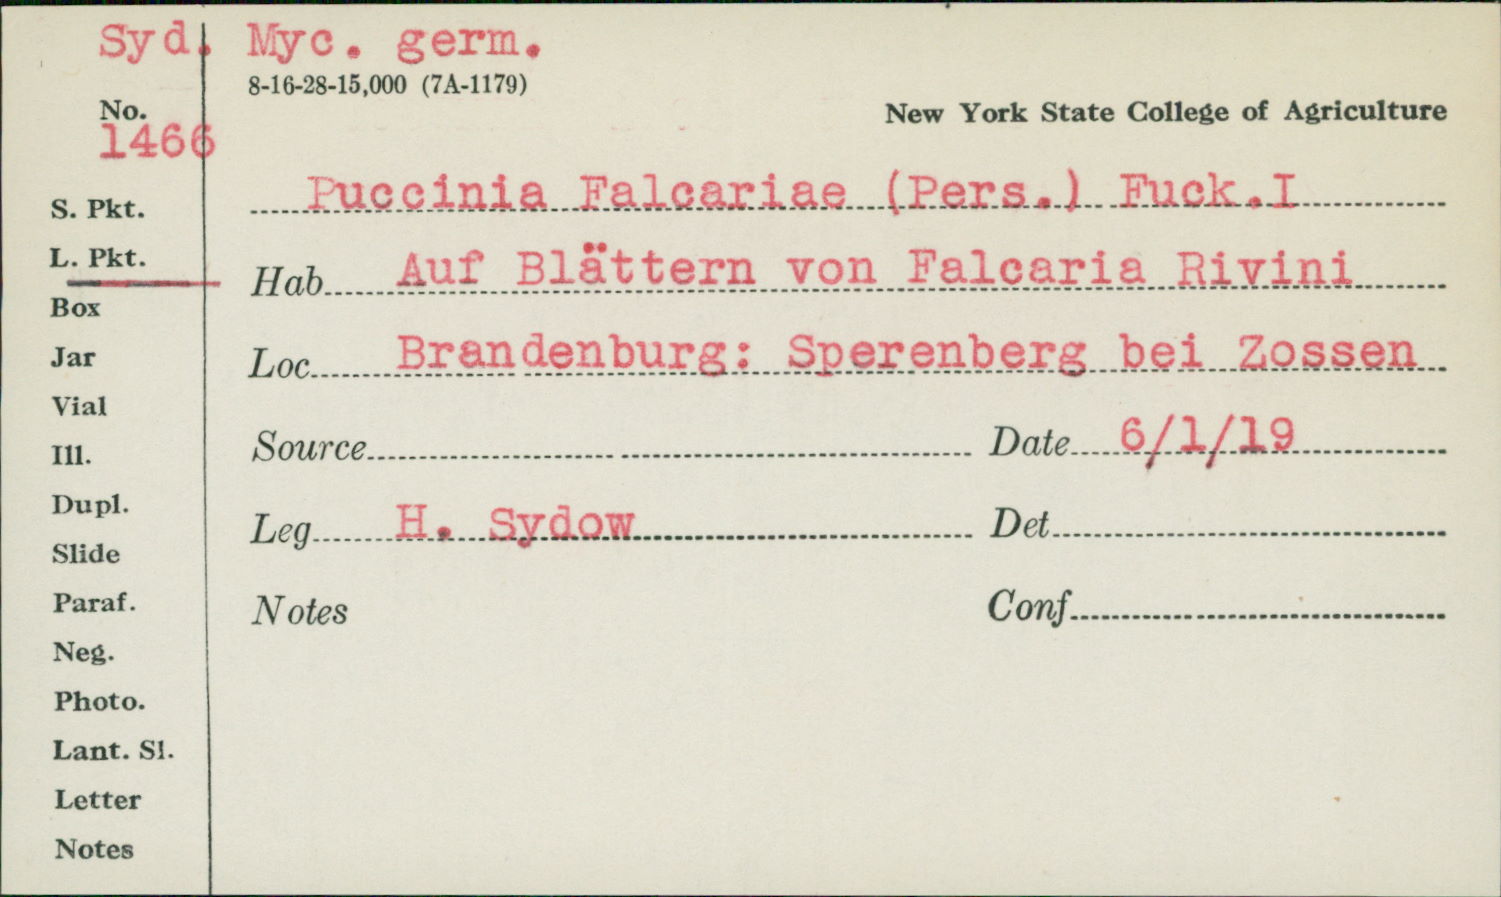 Syd. Myc. germ.
8-16-28-15,000 (7A-1179)
No.
1466
New York State College of Agriculture
S. Pkt.
Puccinia Falcariae (Pers.) Fuck.I
L. Pkt.
Hab Auf Blättern von Falcaria Rivini
Box
Jar
Loc Brandenburg: Sperenberg bei Zossen
Vial
Ill.
Source Date 6/1/19
Dupl.
Leg H. Sydow Det
Slide
Paraf.
Notes Conf
Neg.
Photo.
Lant. Sl.
Letter
Notes